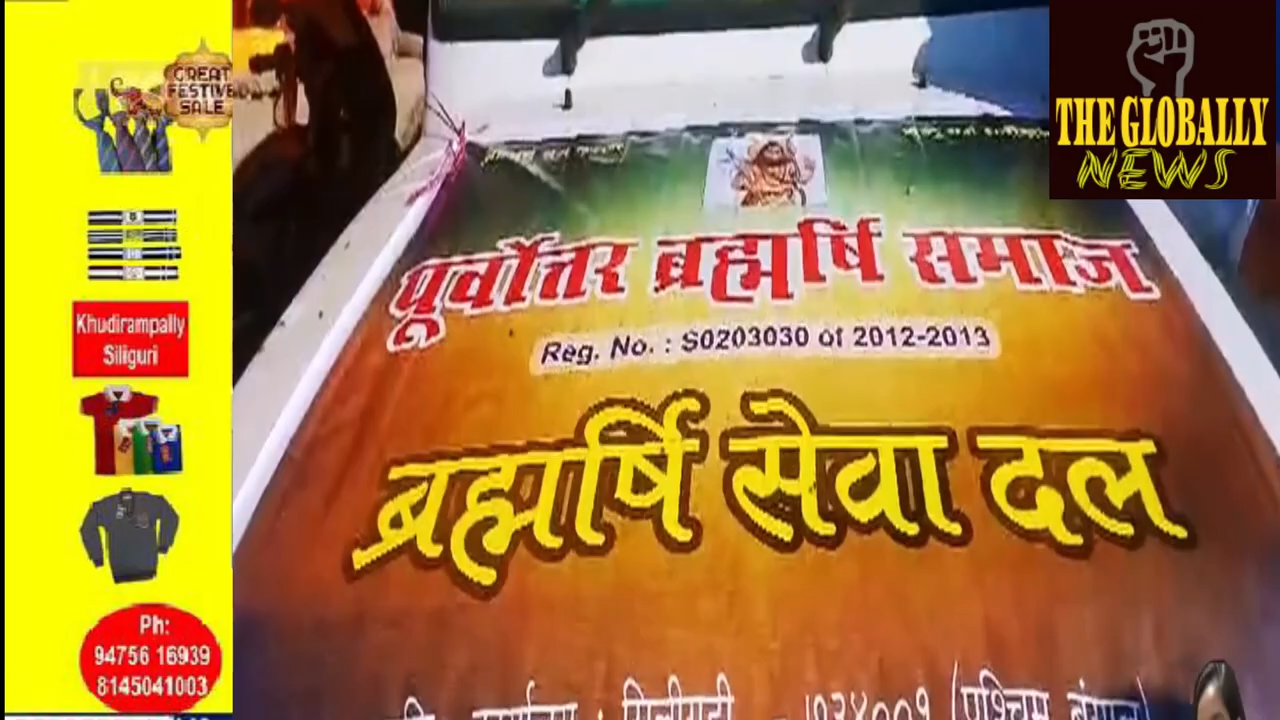 GREAT
FESTIVE
SALE
Khudirampally
Siliguri
Ph:
94756 16939
8145041003
THE GLOBALLY
NEWS
पूर्वोत्तर ब्रह्मर्षि समाज
Reg. No. : S0203030 of 2012-2013
ब्रह्मर्षि सेवा दल
: सिलीगुड़ी - (पश्चिम बंगाल)